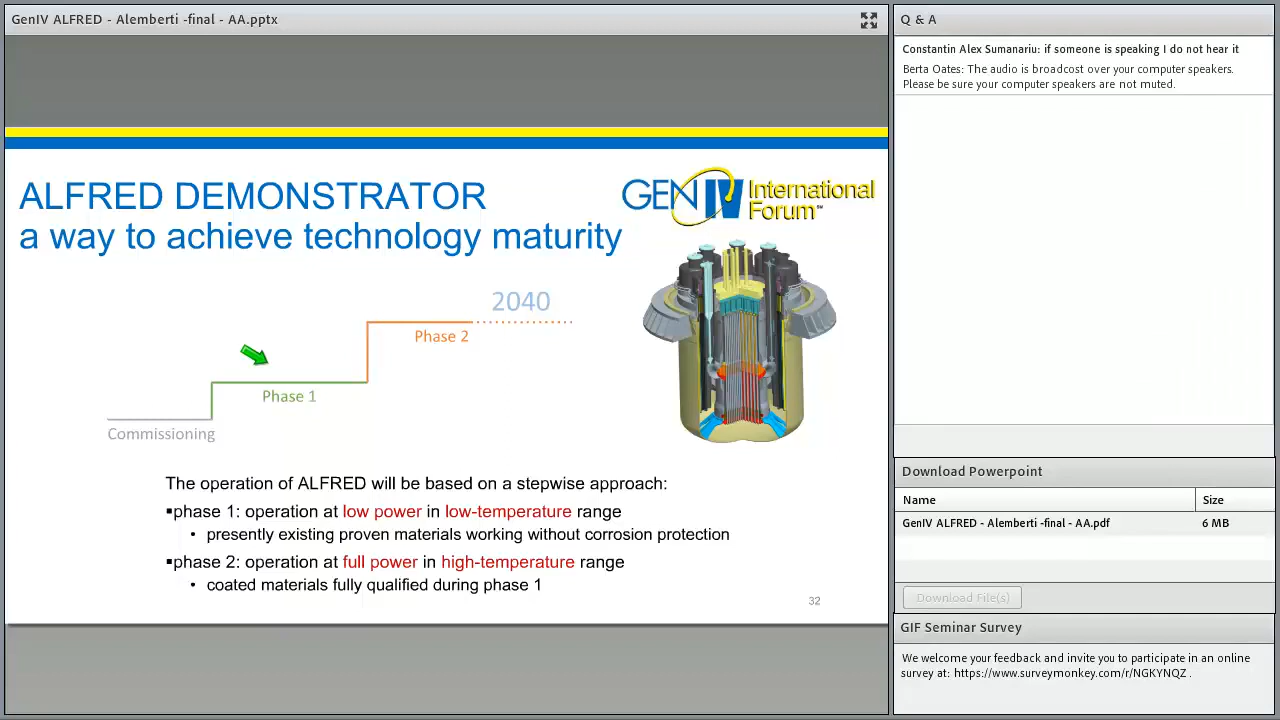 GenIV ALFRED - Alemberti -final - AA.pptx
ALFRED DEMONSTRATOR
a way to achieve technology maturity
GENIV International
Forum™
2040
Phase 2
Phase 1
Commissioning
The operation of ALFRED will be based on a stepwise approach:
▪phase 1: operation at low power in low-temperature range
• presently existing proven materials working without corrosion protection
▪phase 2: operation at full power in high-temperature range
• coated materials fully qualified during phase 1
32
Q & A
Constantin Alex Sumanariu: if someone is speaking I do not hear it
Berta Oates: The audio is broadcast over your computer speakers.
Please be sure your computer speakers are not muted.
Download Powerpoint
Name Size
GenIV ALFRED - Alemberti -final - AA.pdf 6 MB
Download File(s)
GIF Seminar Survey
We welcome your feedback and invite you to participate in an online
survey at: https://www.surveymonkey.com/r/NGKYNQZ .